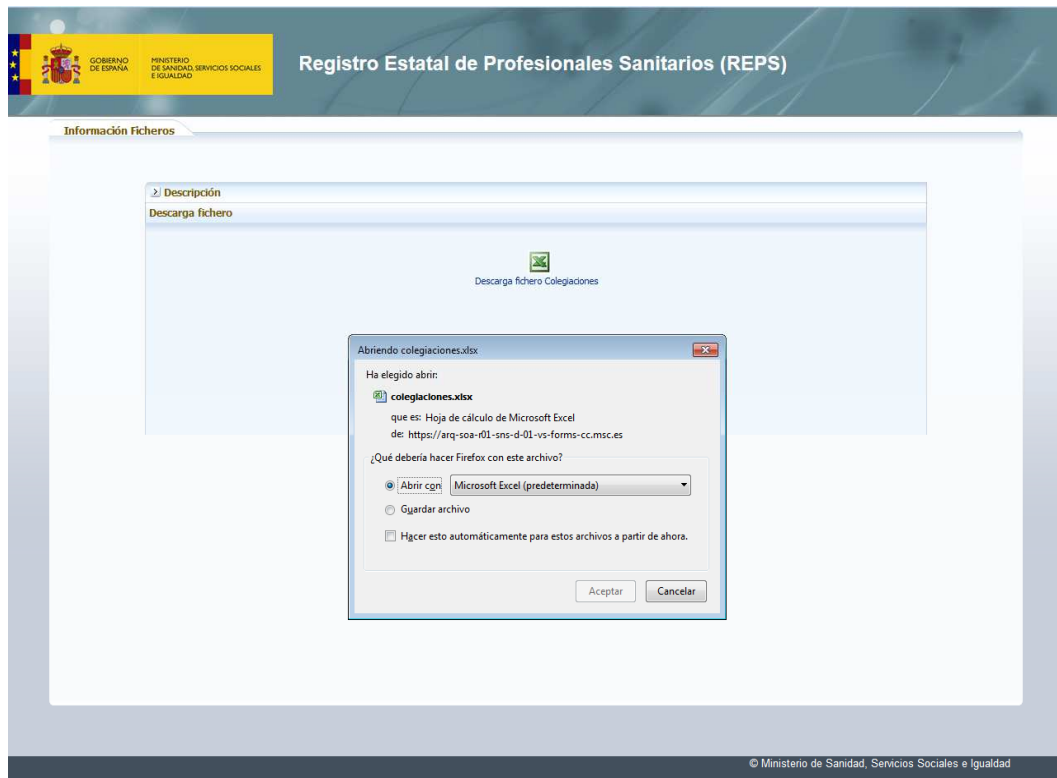 GOBIERNO
DE ESPAÑA
MINISTERIO
DE SANIDAD, SERVICIOS SOCIALES
E IGUALDAD
Registro Estatal de Profesionales Sanitarios (REPS)
Información Ficheros
Descripción
Descarga fichero
Descarga fichero Colegiaciones
Abriendo colegiaciones.xlsx
Ha elegido abrir:
colegiaciones.xlsx
que es: Hoja de cálculo de Microsoft Excel
de: https://arq-soa-r01-sns-d-01-vs-forms-cc.msc.es
¿Qué debería hacer Firefox con este archivo?
Abrir con Microsoft Excel (predeterminada)
Guardar archivo
Hacer esto automáticamente para estos archivos a partir de ahora.
Aceptar Cancelar
© Ministerio de Sanidad, Servicios Sociales e Igualdad